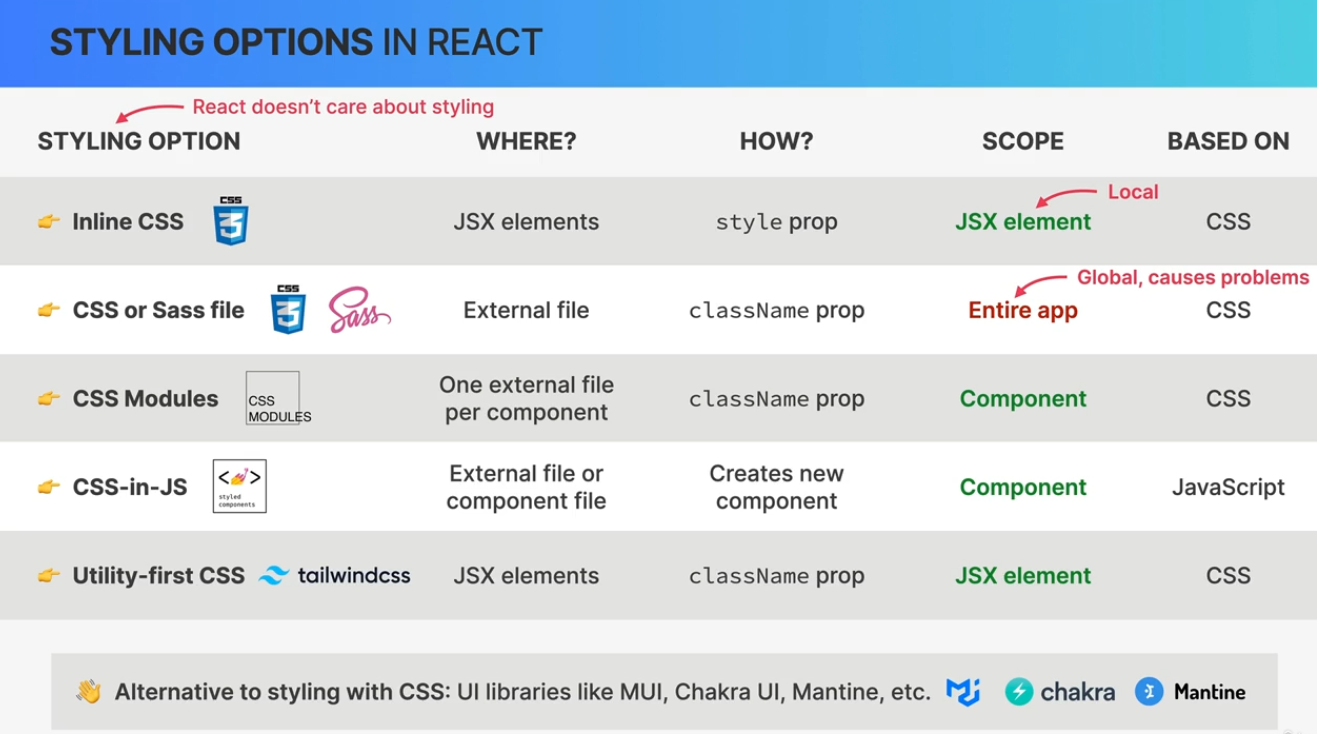 STYLING OPTIONS IN REACT
React doesn’t care about styling
STYLING OPTION WHERE? HOW? SCOPE BASED ON
Local
Inline CSS CSS 3 JSX elements style prop JSX element CSS
Global, causes problems
CSS or Sass file CSS 3 Sass External file className prop Entire app CSS
CSS Modules CSS MODULES One external file per component className prop Component CSS
CSS-in-JS < > styled components External file or component file Creates new component Component JavaScript
Utility-first CSS tailwindcss JSX elements className prop JSX element CSS
Alternative to styling with CSS: UI libraries like MUI, Chakra UI, Mantine, etc. chakra Mantine